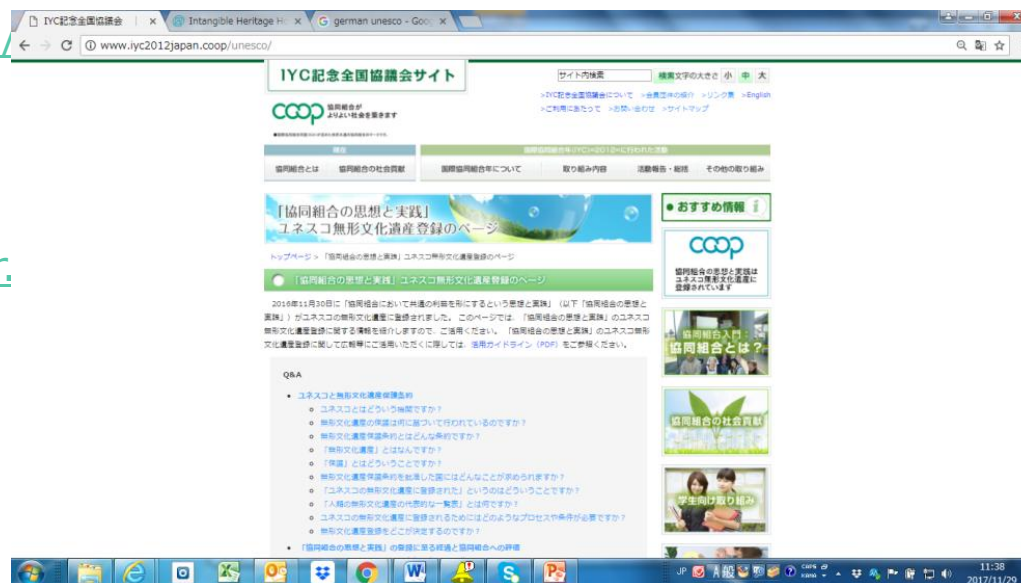 IYC記念全国協議会
Intangible Heritage H
german unesco - Goo
www.iyc2012japan.coop/unesco/
IYC記念全国協議会サイト
サイト内検索
検索
文字の大きさ 小 中 大
>IYC記念全国協議会について >会員団体の紹介 >リンク集 >English
>ご利用にあたって >お問い合わせ >サイトマップ
coop 協同組合が
よりよい社会を築きます
現在
国際協同組合年(IYC)=2012=に行われた活動
協同組合とは 協同組合の社会貢献 国際協同組合年について 取り組み内容 活動報告・総括 その他の取り組み
「協同組合の思想と実践」
ユネスコ無形文化遺産登録のページ
トップページ > 「協同組合の思想と実践」ユネスコ無形文化遺産登録のページ
「協同組合の思想と実践」ユネスコ無形文化遺産登録のページ
2016年11月30日に「協同組合において共通の利益を形にするという思想と実践」(以下「協同組合の思想と
実践」)がユネスコの無形文化遺産に登録されました。 このページでは、「協同組合の思想と実践」のユネスコ
無形文化遺産登録に関する情報を紹介しますので、ご活用ください。 「協同組合の思想と実践」のユネスコ無形
文化遺産登録に関して広報等にご活用いただくに際しては、活用ガイドライン (PDF) をご参照ください。
Q&A
ユネスコと無形文化遺産保護条約
ユネスコとはどういう機関ですか？
無形文化遺産の保護は何に基づいて行われているのですか？
無形文化遺産保護条約とはどんな条約ですか？
「無形文化遺産」とはなんですか？
「保護」とはどういうことですか？
無形文化遺産保護条約を批准した国にはどんなことが求められますか？
「ユネスコの無形文化遺産に登録された」というのはどういうことですか？
「人類の無形文化遺産の代表的な一覧表」とは何ですか？
ユネスコの無形文化遺産に登録されるためにはどのようなプロセスや条件が必要ですか？
無形文化遺産登録をどこが決定するのですか？
「協同組合の思想と実践」の登録に至る経過と協同組合への評価
おすすめ情報
coop
協同組合の思想と実践は
ユネスコ無形文化遺産に
登録されています
協同組合入門：
協同組合とは？
協同組合の社会貢献
学生向け取り組み
JP
A 般
CAPS
KANA
11:38
2017/11/29